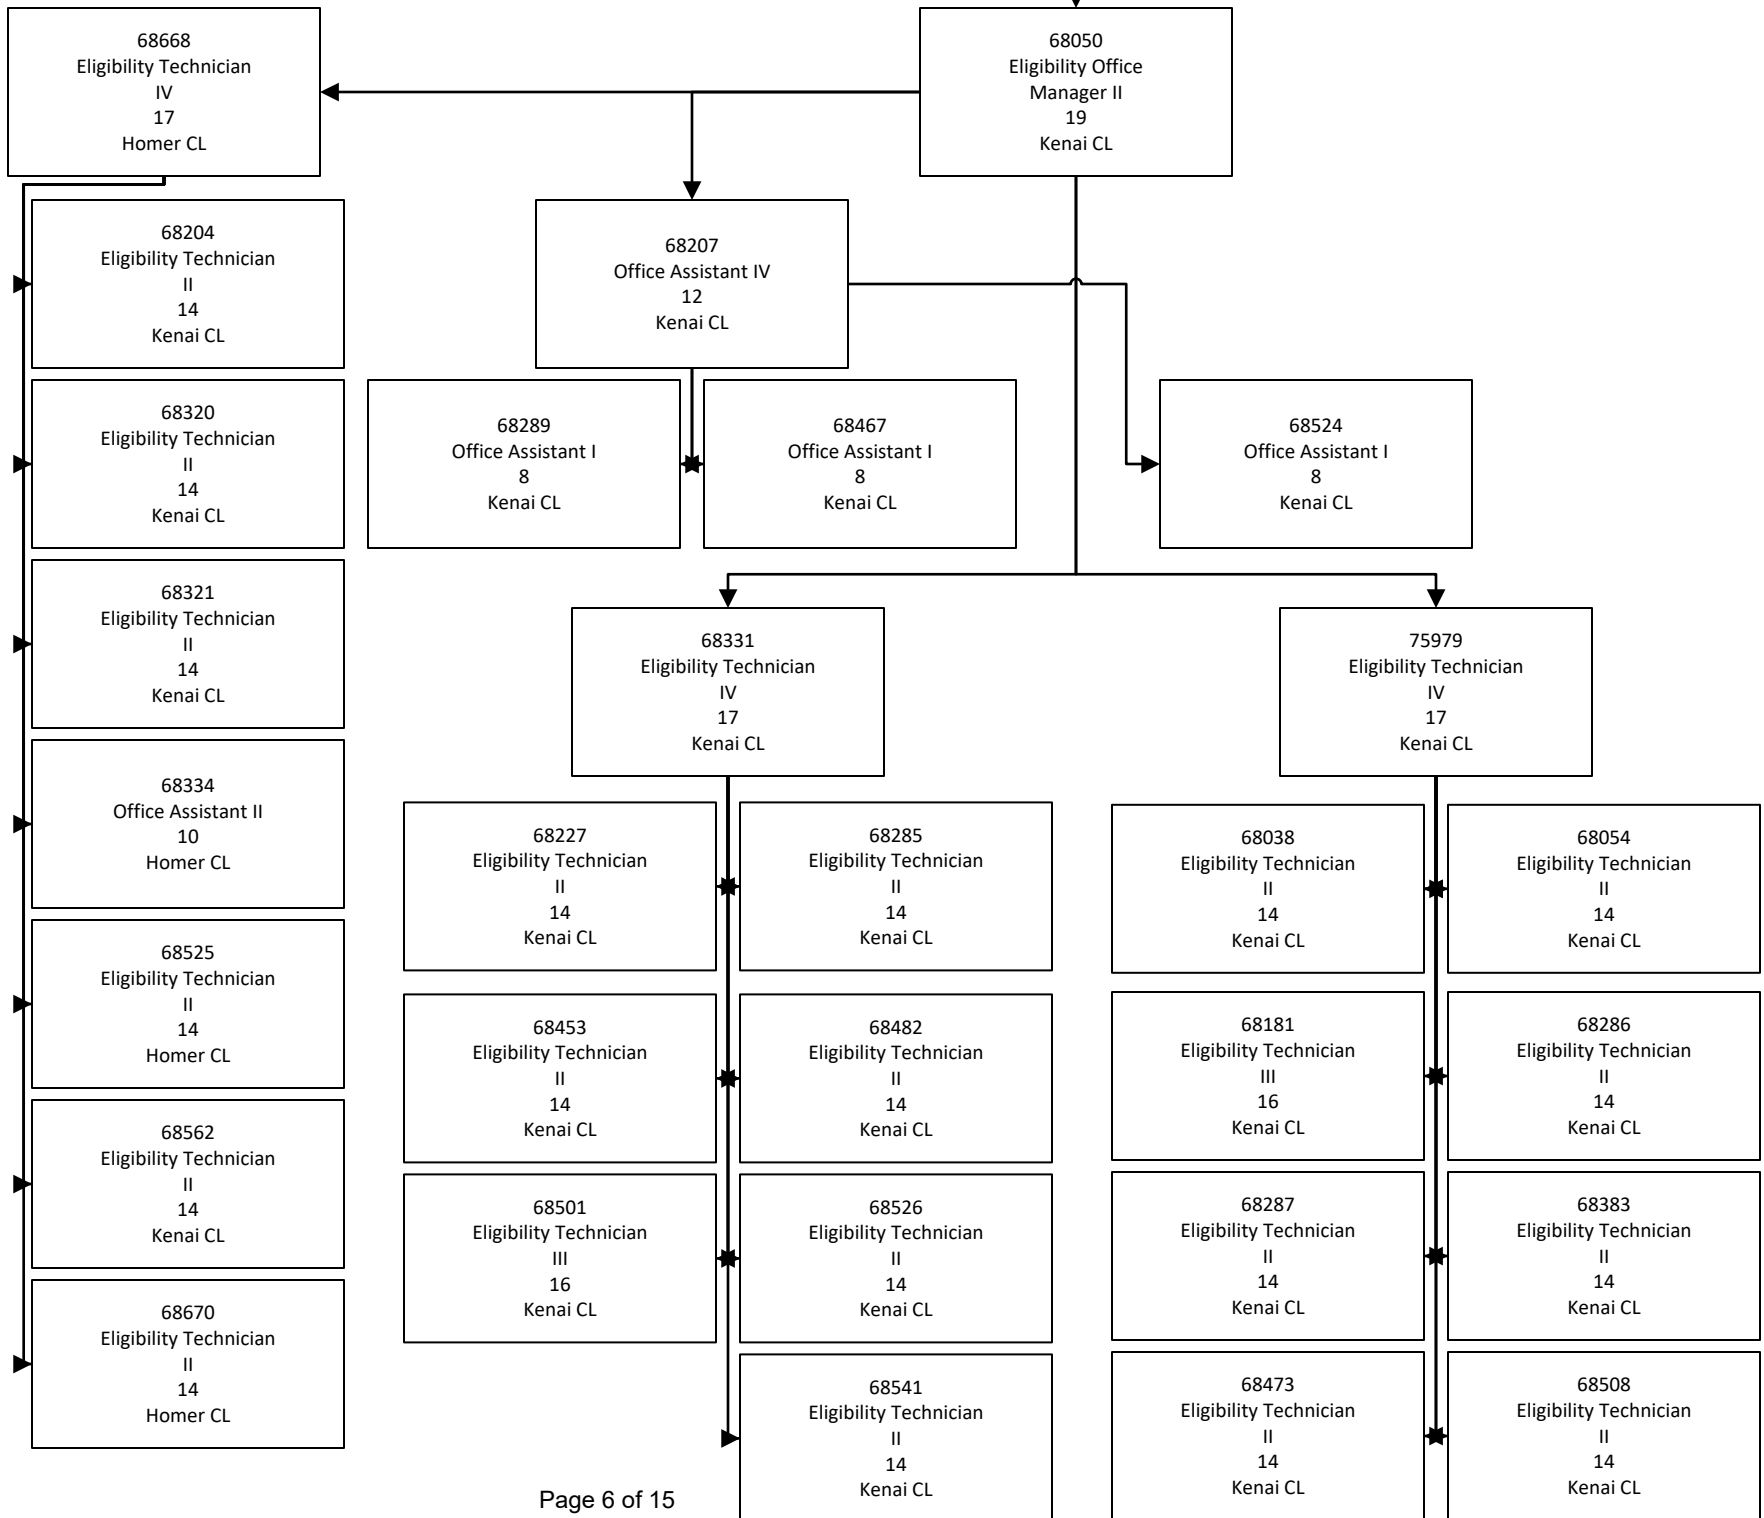 68668
Eligibility Technician
IV
17
Homer CL
68050
Eligibility Office
Manager II
19
Kenai CL
68204
Eligibility Technician
II
14
Kenai CL
68207
Office Assistant IV
12
Kenai CL
68320
Eligibility Technician
II
14
Kenai CL
68289
Office Assistant I
8
Kenai CL
68467
Office Assistant I
8
Kenai CL
68524
Office Assistant I
8
Kenai CL
68321
Eligibility Technician
II
14
Kenai CL
68331
Eligibility Technician
IV
17
Kenai CL
75979
Eligibility Technician
IV
17
Kenai CL
68334
Office Assistant II
10
Homer CL
68227
Eligibility Technician
II
14
Kenai CL
68285
Eligibility Technician
II
14
Kenai CL
68038
Eligibility Technician
II
14
Kenai CL
68054
Eligibility Technician
II
14
Kenai CL
68525
Eligibility Technician
II
14
Homer CL
68453
Eligibility Technician
II
14
Kenai CL
68482
Eligibility Technician
II
14
Kenai CL
68181
Eligibility Technician
III
16
Kenai CL
68286
Eligibility Technician
II
14
Kenai CL
68562
Eligibility Technician
II
14
Kenai CL
68501
Eligibility Technician
III
16
Kenai CL
68526
Eligibility Technician
II
14
Kenai CL
68287
Eligibility Technician
II
14
Kenai CL
68383
Eligibility Technician
II
14
Kenai CL
68670
Eligibility Technician
II
14
Homer CL
68541
Eligibility Technician
II
14
Kenai CL
68473
Eligibility Technician
II
14
Kenai CL
68508
Eligibility Technician
II
14
Kenai CL
Page 6 of 15